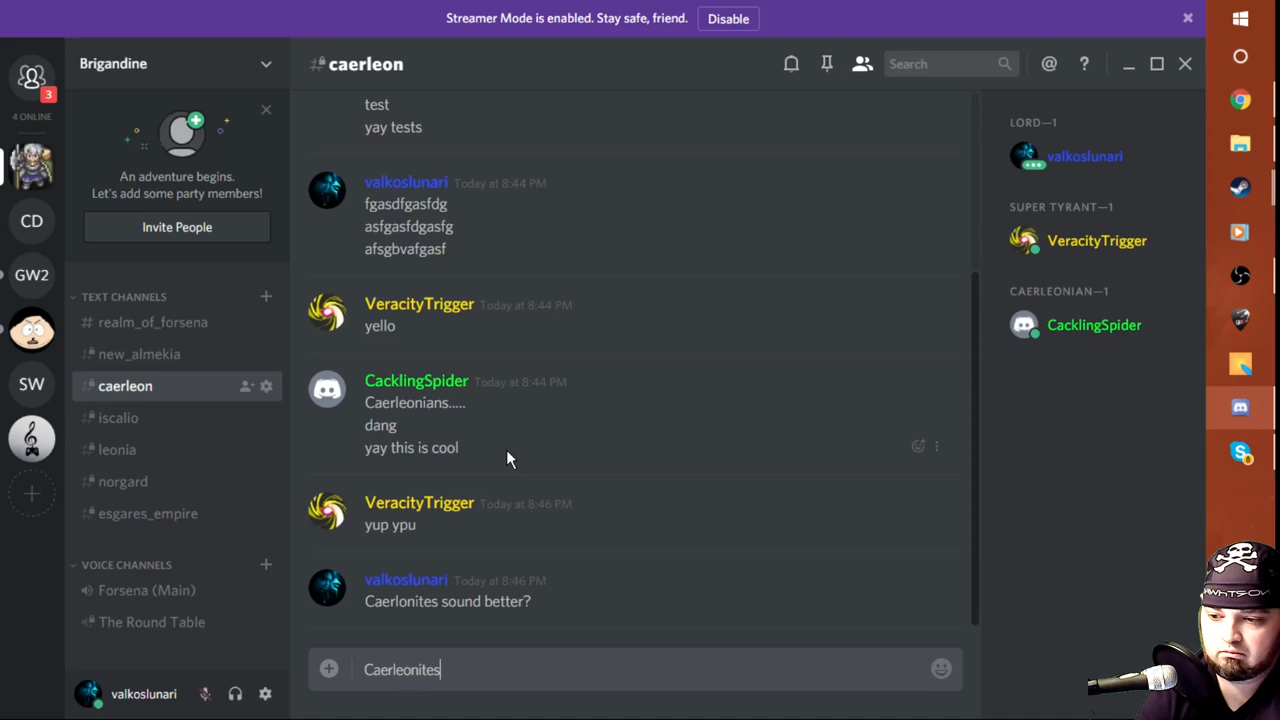 Streamer Mode is enabled. Stay safe, friend.
Disable
Brigandine
3
4 ONLINE
An adventure begins.
Let's add some party members!
Invite People
CD
GW2
SW
TEXT CHANNELS
# realm_of_forsena
new_almekia
caerleon
iscalio
leonia
norgard
esgares_empire
VOICE CHANNELS
Forsena (Main)
The Round Table
valkoslunari
caerleon
Search
@
?
test
yay tests
valkoslunari Today at 8:44 PM
fgasdfgasfdg
asfgasfdgasfg
afsgbvafgasf
VeracityTrigger Today at 8:44 PM
yello
CacklingSpider Today at 8:44 PM
Caerleonians.....
dang
yay this is cool
VeracityTrigger Today at 8:46 PM
yup ypu
valkoslunari Today at 8:46 PM
Caerlonites sound better?
Caerleonites
LORD—1
valkoslunari
SUPER TYRANT—1
VeracityTrigger
CAERLEONIAN—1
CacklingSpider